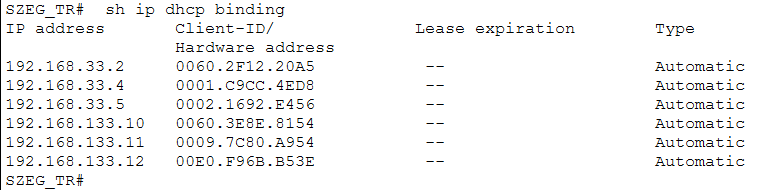 SZEG_TR#  sh ip dhcp binding
IP address       Client-ID/              Lease expiration        Type
                 Hardware address
192.168.33.2     0060.2F12.20A5           --                     Automatic
192.168.33.4     0001.C9CC.4ED8           --                     Automatic
192.168.33.5     0002.1692.E456           --                     Automatic
192.168.133.10   0060.3E8E.8154           --                     Automatic
192.168.133.11   0009.7C80.A954           --                     Automatic
192.168.133.12   00E0.F96B.B53E           --                     Automatic
SZEG_TR#